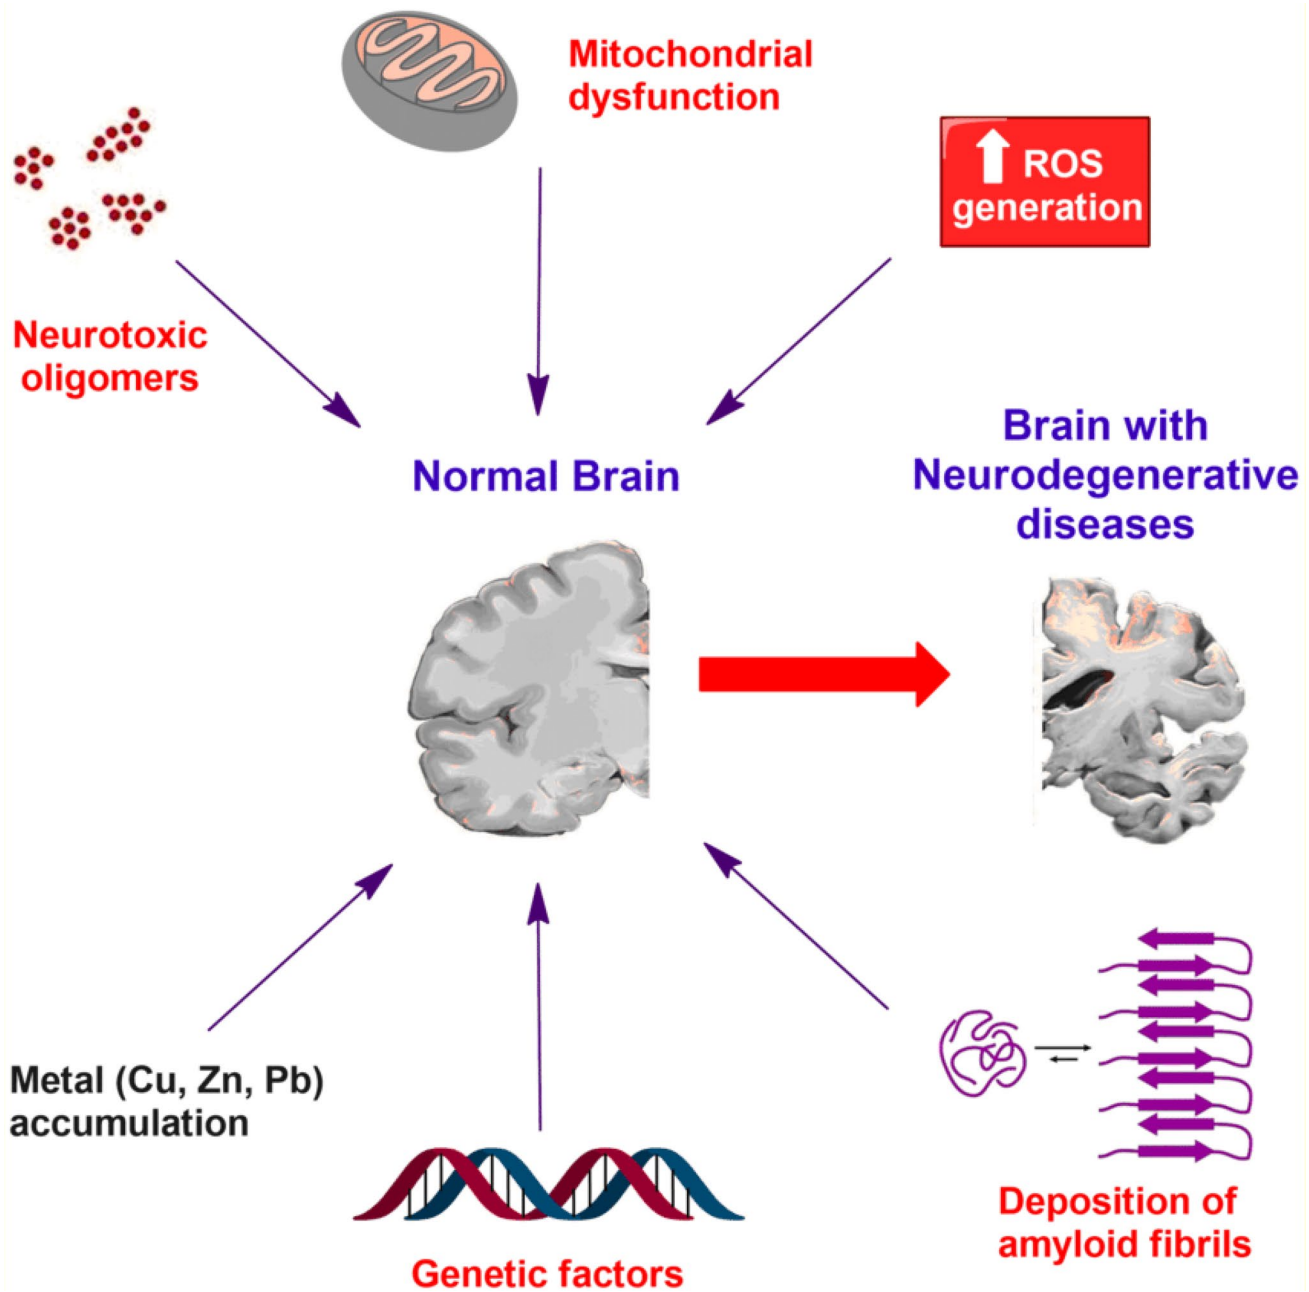 Mitochondrial
dysfunction
ROS
generation
Neurotoxic
oligomers
Normal Brain
Brain with
Neurodegenerative
diseases
Metal (Cu, Zn, Pb)
accumulation
Genetic factors
Deposition of
amyloid fibrils